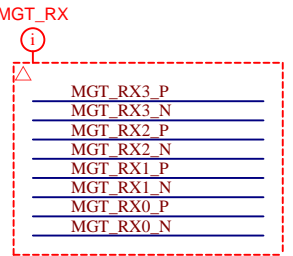 MGT_RX
i
MGT_RX3_P
MGT_RX3_N
MGT_RX2_P
MGT_RX2_N
MGT_RX1_P
MGT_RX1_N
MGT_RX0_P
MGT_RX0_N